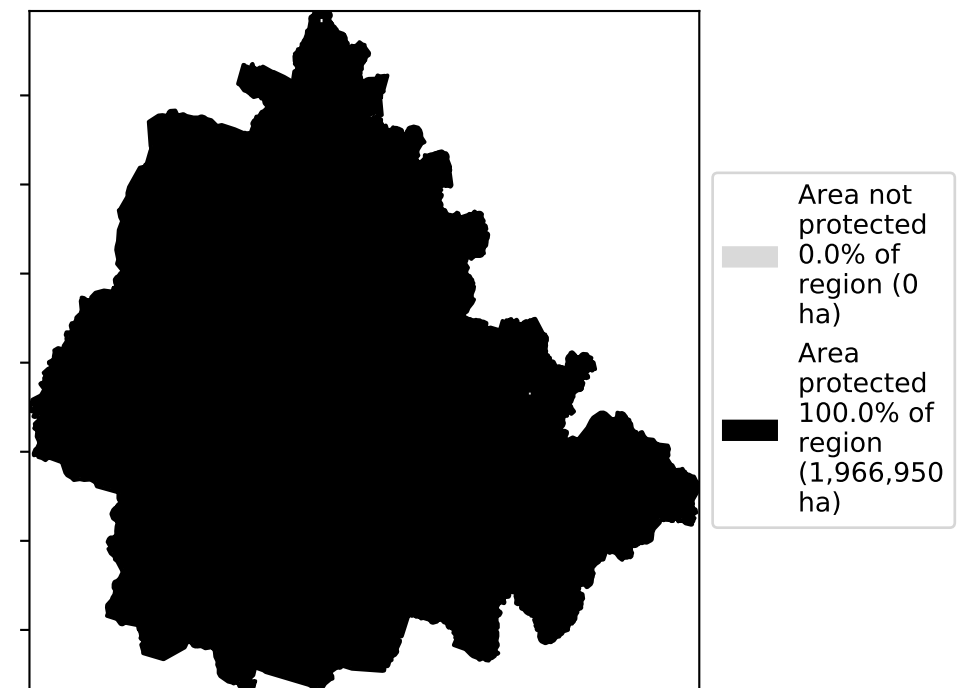 Area not
protected
0.0% of
region (0
ha)
Area
protected
100.0% of
region
(1,966,950
ha)